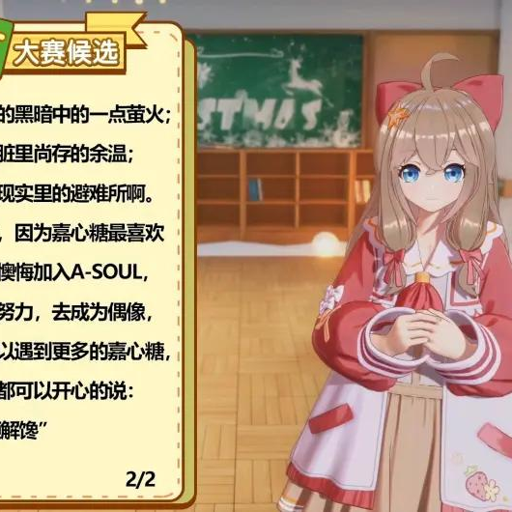 大赛候选
的黑暗中的一点萤火；
脏里尚存的余温；
现实里的避难所啊。
，因为嘉心糖最喜欢
懊悔加入A-SOUL，
努力，去成为偶像，
以遇到更多的嘉心糖，
都可以开心的说：
解馋”
2/2
STMAS